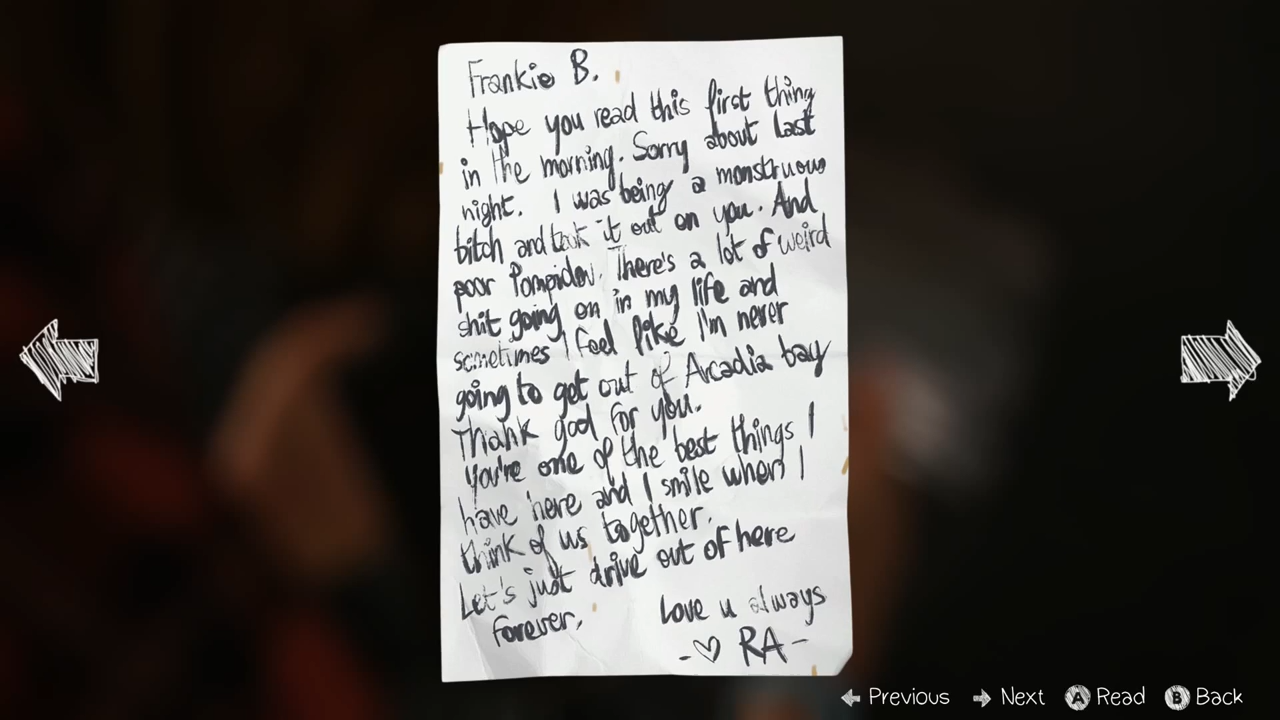 Frankie B.
Hope you read this first thing
in the morning. Sorry about last
night. I was being a monstruous
bitch and took it out on you. And
poor Pompidou. There's a lot of weird
shit going on in my life and
sometimes I feel like I'm never
going to get out of Arcadia bay
Thank god for you.
You're one of the best things I
have here and I smile when I
think of us together.
Let's just drive out of here
forever.
Love u always
-♡ RA-
Previous Next A Read B Back